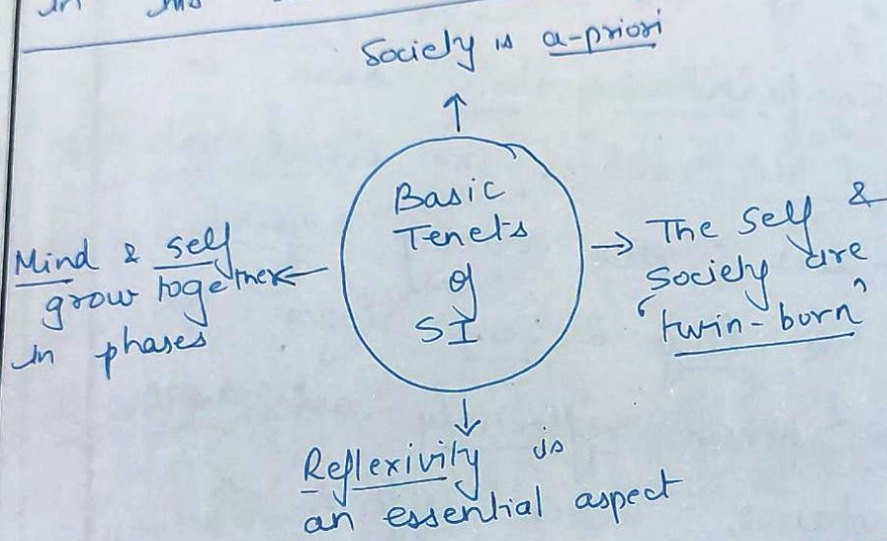 in
Society is a-priori
Basic
Tenets
of
SI
Mind & self
grow together
in phases
→ The self &
society are
'twin-born'
Reflexivity is
an essential aspect